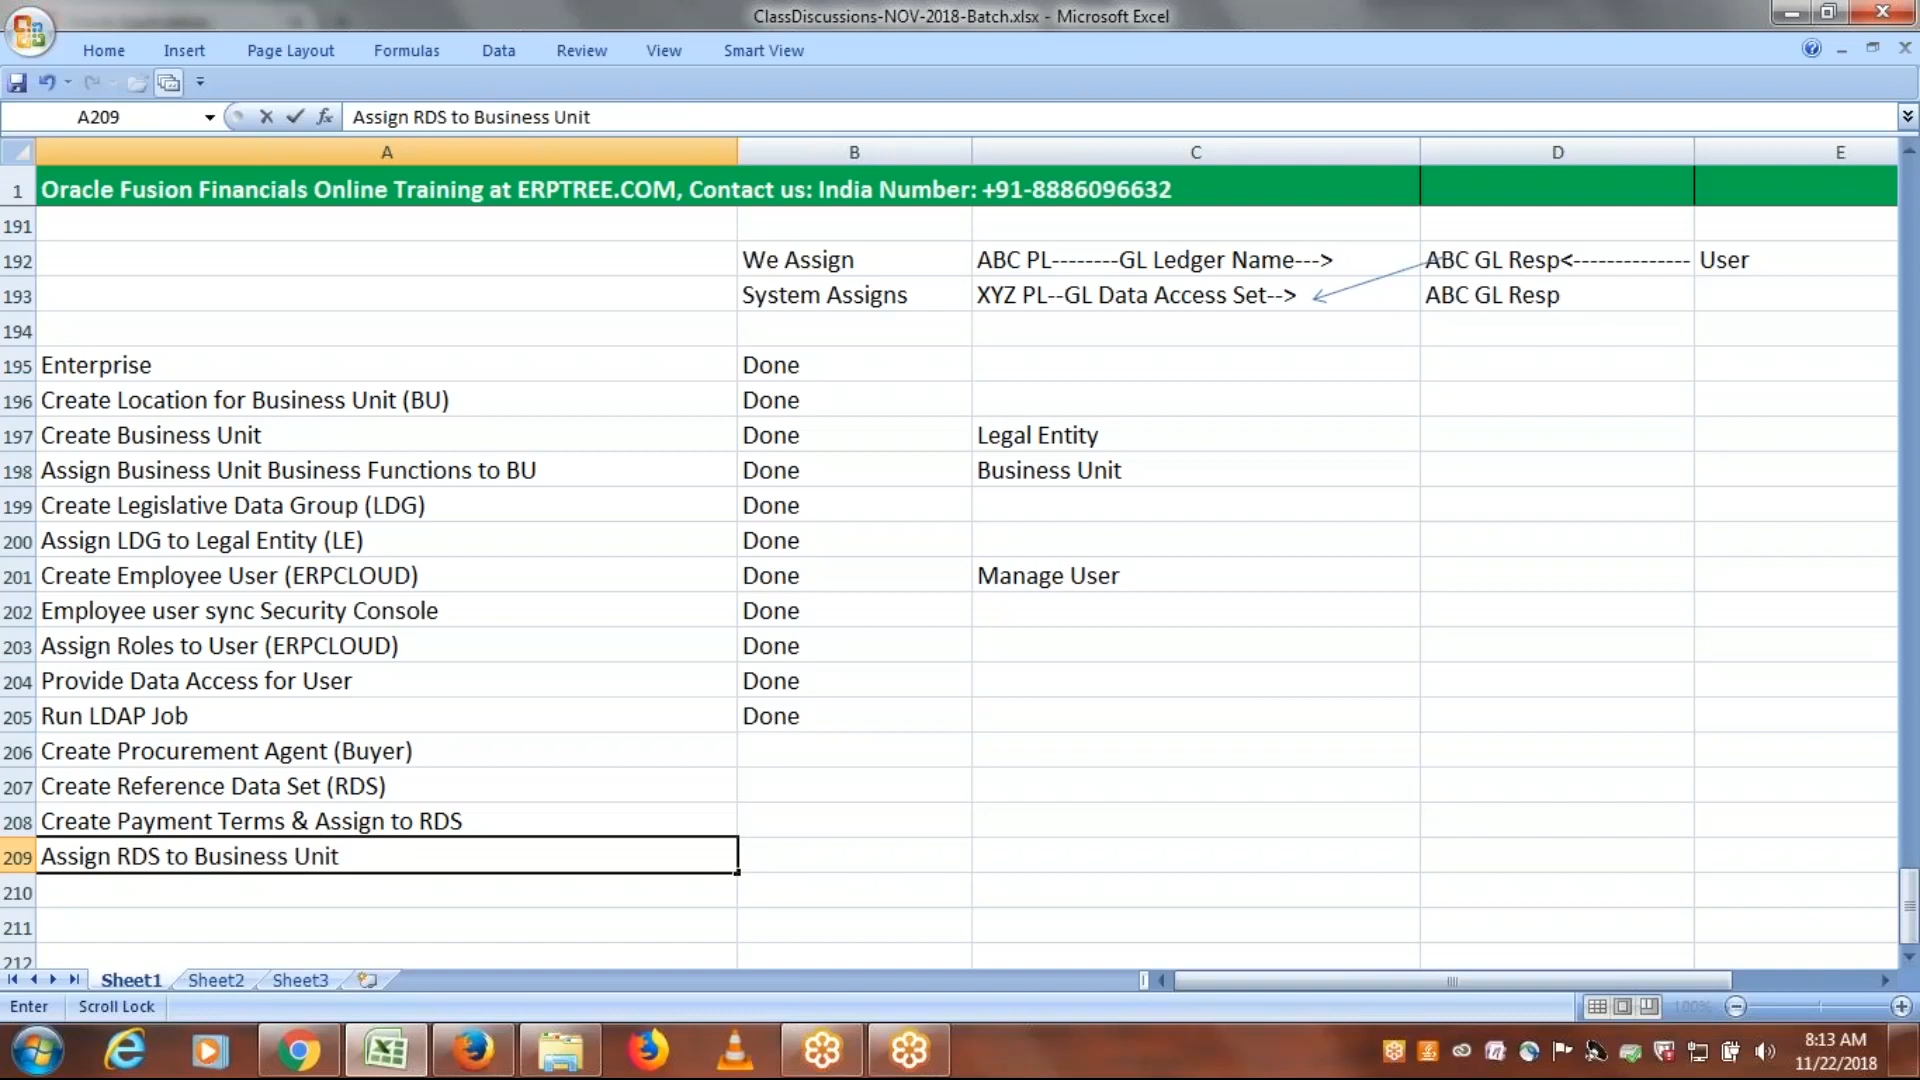 ClassDiscussions-NOV-2018-Batch.xlsx - Microsoft Excel
Home Insert Page Layout Formulas Data Review View Smart View
A209 fx Assign RDS to Business Unit
A B C D E
1 Oracle Fusion Financials Online Training at ERPTREE.COM, Contact us: India Number: +91-8886096632
191
192 We Assign ABC PL--------GL Ledger Name---> ABC GL Resp<-------------- User
193 System Assigns XYZ PL--GL Data Access Set--> ABC GL Resp
194
195 Enterprise Done
196 Create Location for Business Unit (BU) Done
197 Create Business Unit Done Legal Entity
198 Assign Business Unit Business Functions to BU Done Business Unit
199 Create Legislative Data Group (LDG) Done
200 Assign LDG to Legal Entity (LE) Done
201 Create Employee User (ERPCLOUD) Done Manage User
202 Employee user sync Security Console Done
203 Assign Roles to User (ERPCLOUD) Done
204 Provide Data Access for User Done
205 Run LDAP Job Done
206 Create Procurement Agent (Buyer)
207 Create Reference Data Set (RDS)
208 Create Payment Terms & Assign to RDS
209 Assign RDS to Business Unit
210
211
212
Sheet1 Sheet2 Sheet3
Enter Scroll Lock 100%
8:13 AM
11/22/2018